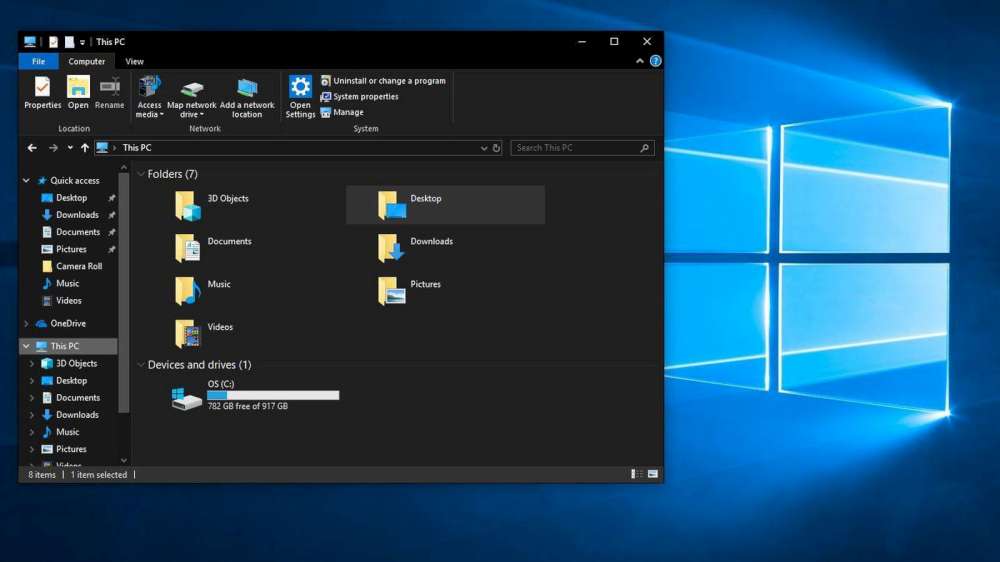 This PC
File Computer View
Properties Open Rename Access media Map network drive Add a network location Open Settings
Uninstall or change a program
System properties
Manage
Location Network System
This PC
Search This PC
Quick access
Desktop
Downloads
Documents
Pictures
Camera Roll
Music
Videos
OneDrive
This PC
3D Objects
Desktop
Documents
Downloads
Music
Pictures
Videos
Folders (7)
3D Objects
Desktop
Documents
Downloads
Music
Pictures
Videos
Devices and drives (1)
OS (C:)
782 GB free of 917 GB
8 items 1 item selected